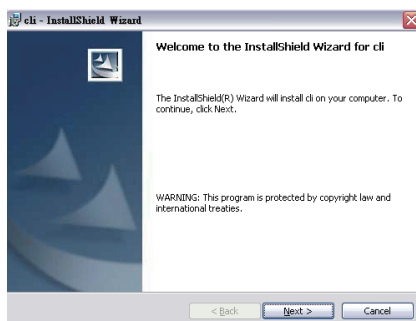 cli - InstallShield Wizard
Welcome to the InstallShield Wizard for cli
The InstallShield(R) Wizard will install cli on your computer. To
continue, click Next.
WARNING: This program is protected by copyright law and
international treaties.
< Back
Next >
Cancel